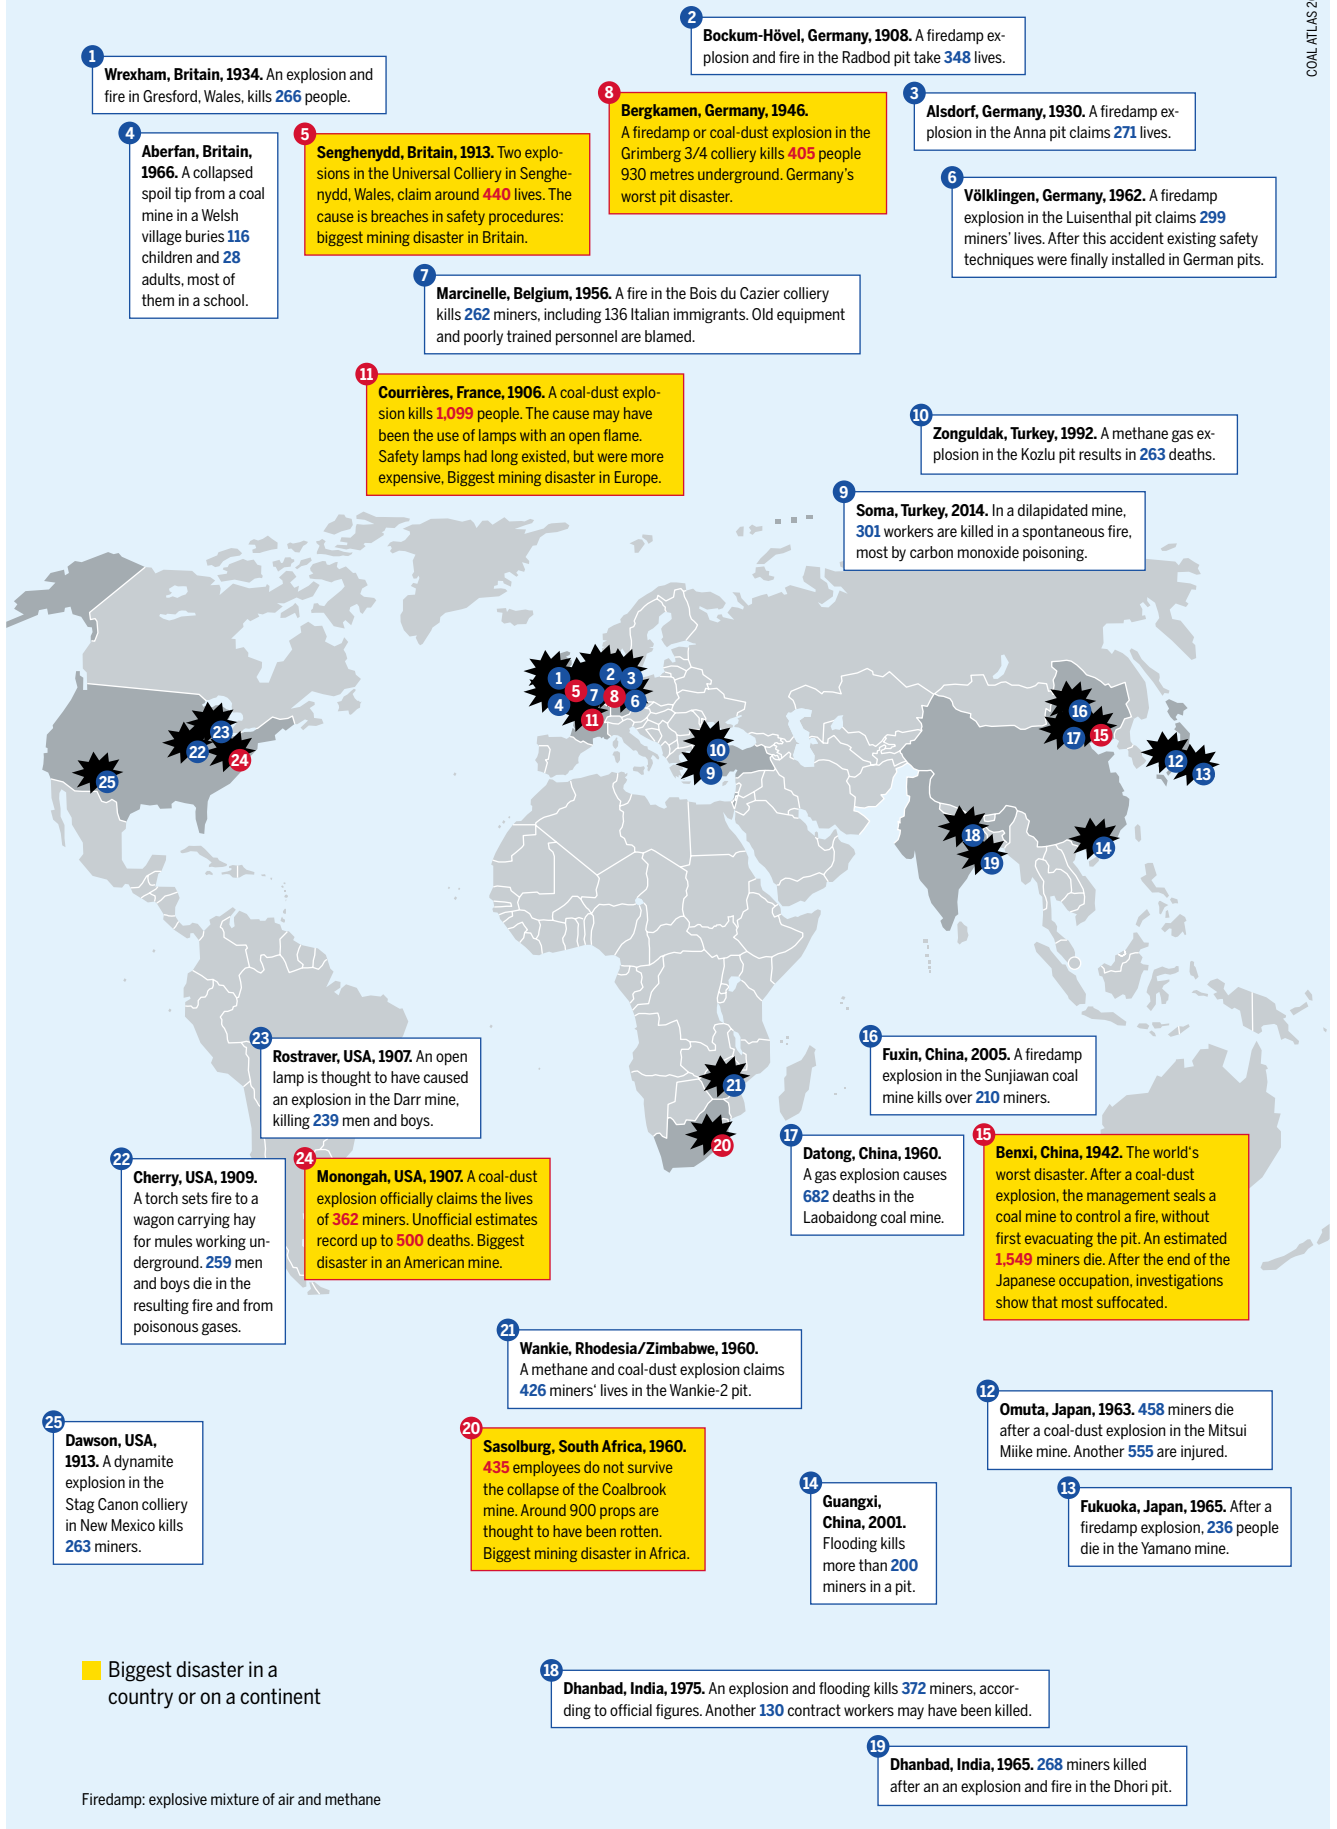 COAL ATLAS
2
Bockum-Hövel, Germany, 1908. A firedamp ex-
plosion and fire in the Radbod pit take 348 lives.
1
Wrexham, Britain, 1934. An explosion and
fire in Gresford, Wales, kills 266 people.
8
Bergkamen, Germany, 1946.
A firedamp or coal-dust explosion in the
Grimberg 3/4 colliery kills 405 people
930 metres underground. Germany's
worst pit disaster.
3
Alsdorf, Germany, 1930. A firedamp ex-
plosion in the Anna pit claims 271 lives.
4
Aberfan, Britain,
1966. A collapsed
spoil tip from a coal
mine in a Welsh
village buries 116
children and 28
adults, most of
them in a school.
5
Senghenydd, Britain, 1913. Two explo-
sions in the Universal Colliery in Senghe-
nydd, Wales, claim around 440 lives. The
cause is breaches in safety procedures:
biggest mining disaster in Britain.
6
Völklingen, Germany, 1962. A firedamp
explosion in the Luisenthal pit claims 299
miners' lives. After this accident existing safety
techniques were finally installed in German pits.
7
Marcinelle, Belgium, 1956. A fire in the Bois du Cazier colliery
kills 262 miners, including 136 Italian immigrants. Old equipment
and poorly trained personnel are blamed.
11
Courrières, France, 1906. A coal-dust explo-
sion kills 1,099 people. The cause may have
been the use of lamps with an open flame.
Safety lamps had long existed, but were more
expensive, Biggest mining disaster in Europe.
10
Zonguldak, Turkey, 1992. A methane gas ex-
plosion in the Kozlu pit results in 263 deaths.
9
Soma, Turkey, 2014. In a dilapidated mine,
301 workers are killed in a spontaneous fire,
most by carbon monoxide poisoning.
1
2
3
5
7
8
6
4
11
16
23
17
15
22
24
10
12
25
9
13
18
14
19
21
20
23
Rostraver, USA, 1907. An open
lamp is thought to have caused
an explosion in the Darr mine,
killing 239 men and boys.
16
Fuxin, China, 2005. A firedamp
explosion in the Sunjiawan coal
mine kills over 210 miners.
22
Cherry, USA, 1909.
A torch sets fire to a
wagon carrying hay
for mules working un-
derground. 259 men
and boys die in the
resulting fire and from
poisonous gases.
24
Monongah, USA, 1907. A coal-dust
explosion officially claims the lives
of 362 miners. Unofficial estimates
record up to 500 deaths. Biggest
disaster in an American mine.
17
Datong, China, 1960.
A gas explosion causes
682 deaths in the
Laobaidong coal mine.
15
Benxi, China, 1942. The world's
worst disaster. After a coal-dust
explosion, the management seals a
coal mine to control a fire, without
first evacuating the pit. An estimated
1,549 miners die. After the end of the
Japanese occupation, investigations
show that most suffocated.
21
Wankie, Rhodesia/Zimbabwe, 1960.
A methane and coal-dust explosion claims
426 miners' lives in the Wankie-2 pit.
12
Omuta, Japan, 1963. 458 miners die
after a coal-dust explosion in the Mitsui
Miike mine. Another 555 are injured.
25
Dawson, USA,
1913. A dynamite
explosion in the
Stag Canon colliery
in New Mexico kills
263 miners.
20
Sasolburg, South Africa, 1960.
435 employees do not survive
the collapse of the Coalbrook
mine. Around 900 props are
thought to have been rotten.
Biggest mining disaster in Africa.
14
Guangxi,
China, 2001.
Flooding kills
more than 200
miners in a pit.
13
Fukuoka, Japan, 1965. After a
firedamp explosion, 236 people
die in the Yamano mine.
Biggest disaster in a
country or on a continent
18
Dhanbad, India, 1975. An explosion and flooding kills 372 miners, accor-
ding to official figures. Another 130 contract workers may have been killed.
19
Dhanbad, India, 1965. 268 miners killed
after an an explosion and fire in the Dhori pit.
Firedamp: explosive mixture of air and methane